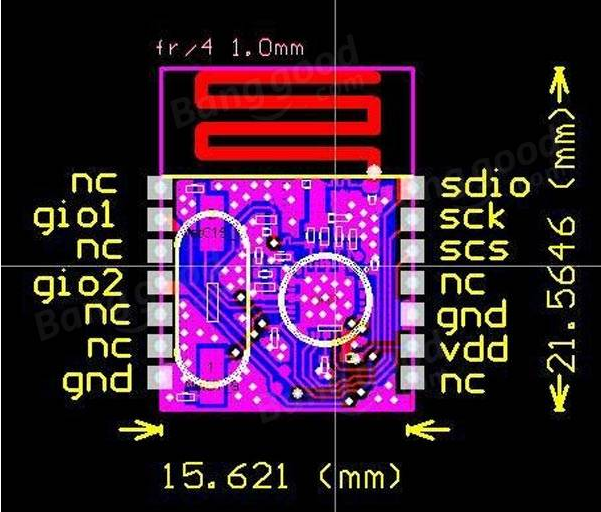 fr/4 1.0mm
Banggood
.com
nc
gio1
nc
gio2
nc
nc
gnd
sdio
sck
scs
nc
gnd
vdd
nc
21.5646 (mm)
15.621 (mm)